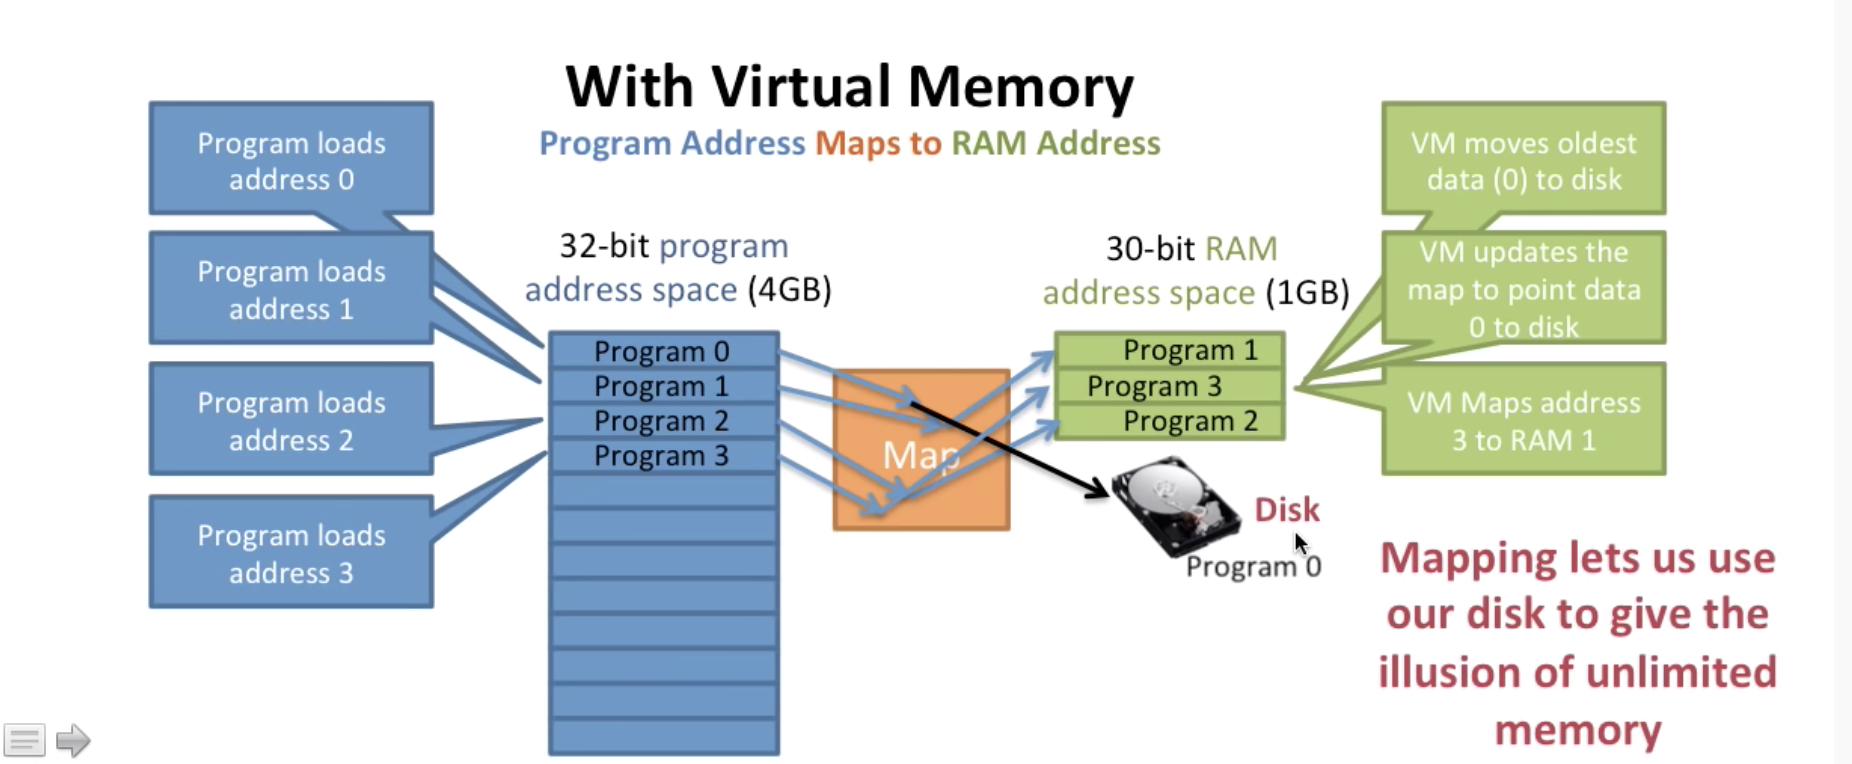 With Virtual Memory
Program Address Maps to RAM Address
Program loads
address 0
Program loads
address 1
Program loads
address 2
Program loads
address 3
32-bit program
address space (4GB)
Program 0
Program 1
Program 2
Program 3
Map
30-bit RAM
address space (1GB)
Program 1
Program 3
Program 2
Disk
Program 0
VM moves oldest
data (0) to disk
VM updates the
map to point data
0 to disk
VM Maps address
3 to RAM 1
Mapping lets us use
our disk to give the
illusion of unlimited
memory